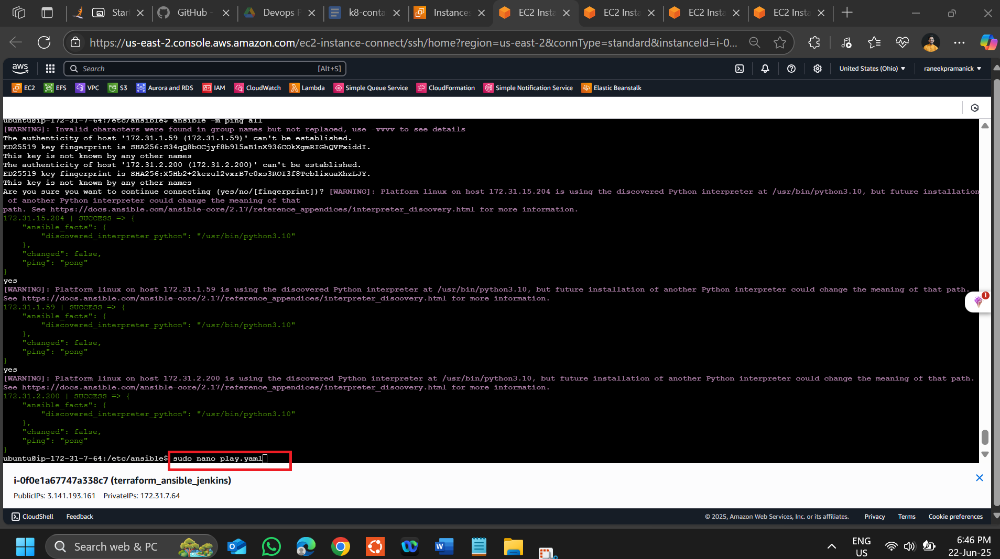 Star
GitHub -
Devops P
k8-conta
Instances
EC2 Insta
EC2 Insta
EC2 Insta
EC2 Insta
https://us-east-2.console.aws.amazon.com/ec2-instance-connect/ssh/home?region=us-east-2&connType=standard&instanceId=i-0...
aws
Search
[Alt+S]
United States (Ohio)
raneekpramanick
EC2
EFS
VPC
S3
Aurora and RDS
IAM
CloudWatch
Lambda
Simple Queue Service
CloudFormation
Simple Notification Service
Elastic Beanstalk
ubuntu@ip-172-31-7-64:/etc/ansible$ ansible -m ping all
[WARNING]: Invalid characters were found in group names but not replaced, use -vvvv to see details
The authenticity of host '172.31.1.59 (172.31.1.59)' can't be established.
ED25519 key fingerprint is SHA256:S34qQ8bOCjyf8b9l5aB1nX936COkXgmRIGhQVFxiddI.
This key is not known by any other names
The authenticity of host '172.31.2.200 (172.31.2.200)' can't be established.
ED25519 key fingerprint is SHA256:X5Hb2+2kezu12vxrB7c0xs3ROI3f8TcblixuaXhzLJY.
This key is not known by any other names
Are you sure you want to continue connecting (yes/no/[fingerprint])? [WARNING]: Platform linux on host 172.31.15.204 is using the discovered Python interpreter at /usr/bin/python3.10, but future installation
of another Python interpreter could change the meaning of that
path. See https://docs.ansible.com/ansible-core/2.17/reference_appendices/interpreter_discovery.html for more information.
172.31.15.204 | SUCCESS => {
    "ansible_facts": {
        "discovered_interpreter_python": "/usr/bin/python3.10"
    },
    "changed": false,
    "ping": "pong"
}
yes
[WARNING]: Platform linux on host 172.31.1.59 is using the discovered Python interpreter at /usr/bin/python3.10, but future installation of another Python interpreter could change the meaning of that path.
See https://docs.ansible.com/ansible-core/2.17/reference_appendices/interpreter_discovery.html for more information.
172.31.1.59 | SUCCESS => {
    "ansible_facts": {
        "discovered_interpreter_python": "/usr/bin/python3.10"
    },
    "changed": false,
    "ping": "pong"
}
yes
[WARNING]: Platform linux on host 172.31.2.200 is using the discovered Python interpreter at /usr/bin/python3.10, but future installation of another Python interpreter could change the meaning of that path.
See https://docs.ansible.com/ansible-core/2.17/reference_appendices/interpreter_discovery.html for more information.
172.31.2.200 | SUCCESS => {
    "ansible_facts": {
        "discovered_interpreter_python": "/usr/bin/python3.10"
    },
    "changed": false,
    "ping": "pong"
}
ubuntu@ip-172-31-7-64:/etc/ansible$ sudo nano play.yaml
1
i-0f0e1a67747a338c7 (terraform_ansible_jenkins)
PublicIPs: 3.141.193.161 PrivateIPs: 172.31.7.64
CloudShell
Feedback
© 2025, Amazon Web Services, Inc. or its affiliates.
Privacy
Terms
Cookie preferences
Search web & PC
ENG
US
6:46 PM
22-Jun-25